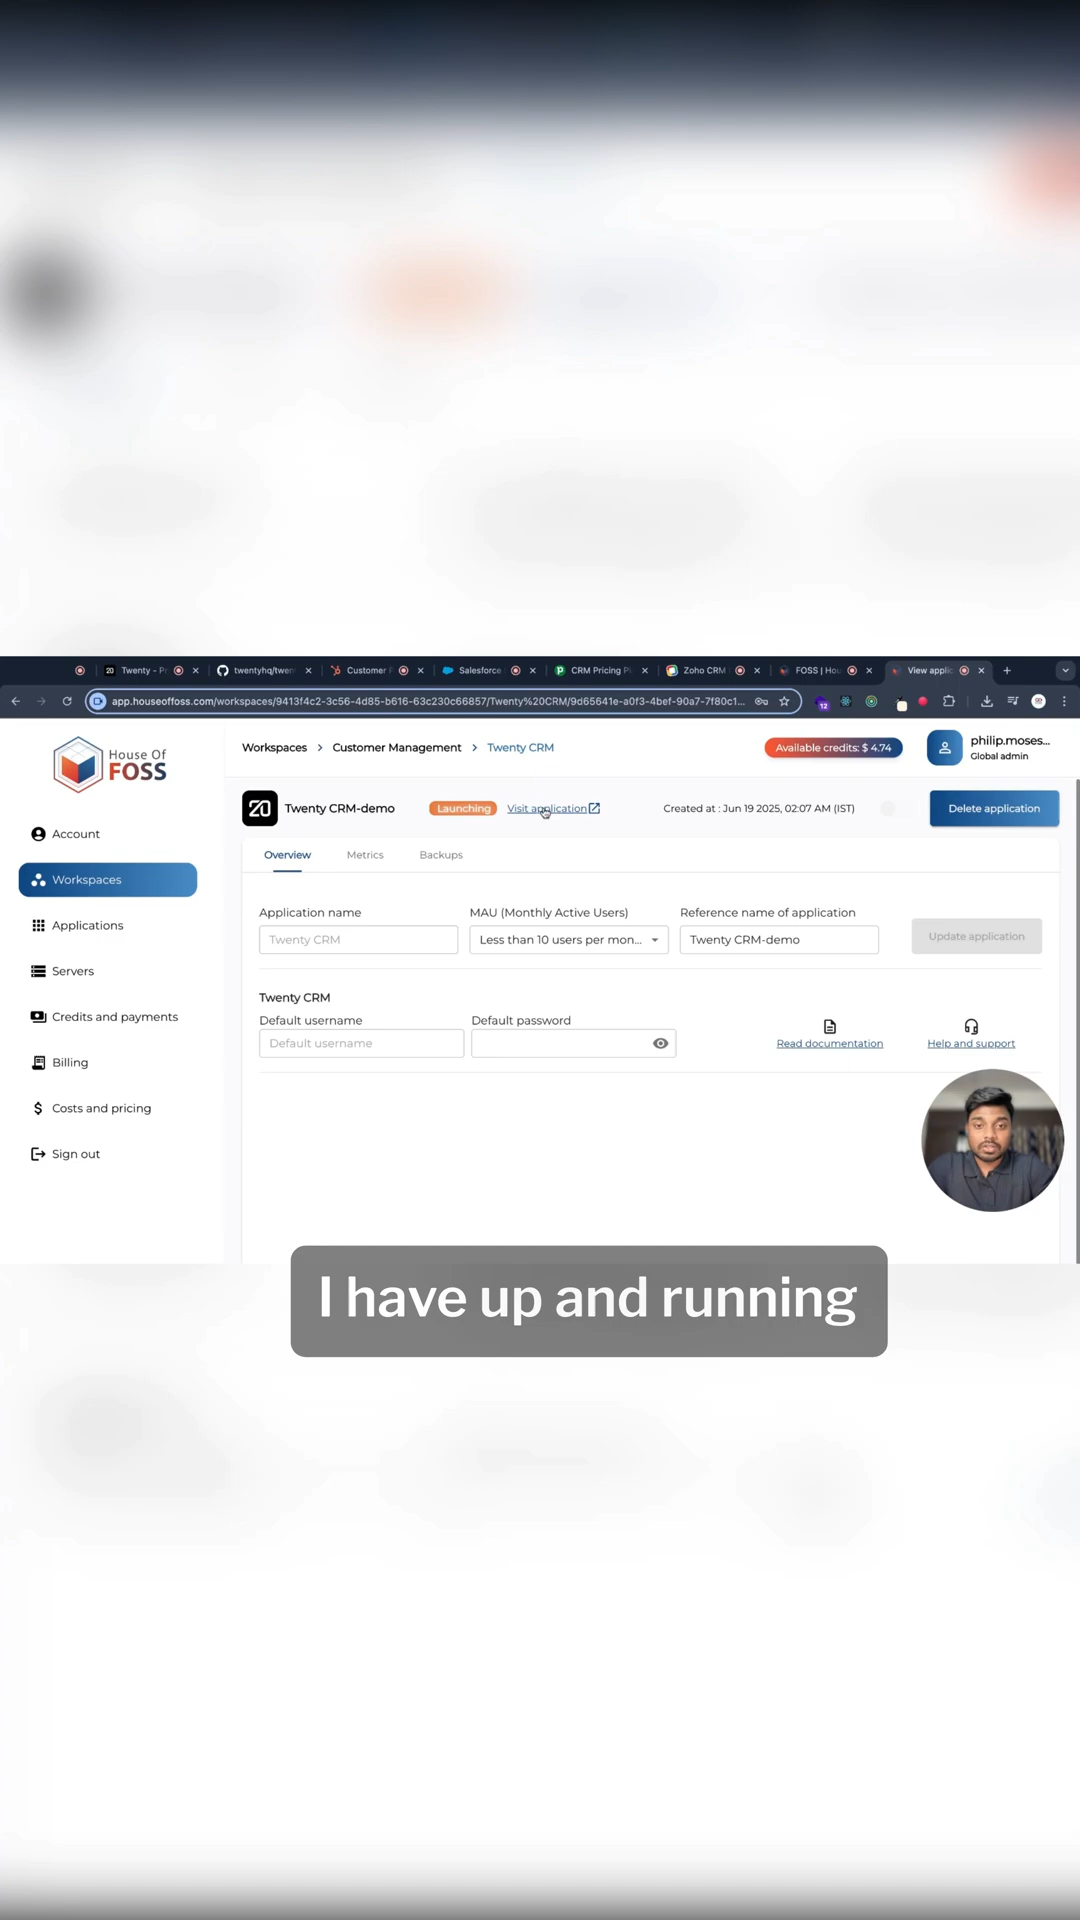 Twenty - P
twentyhq/twen
Customer
Salesforce
CRM Pricing P
Zoho CRM
FOSS | Hou
View applic
app.houseoffoss.com/workspaces/9413f4c2-3c56-4d85-b616-63c230c66857/Twenty%20CRM/9d65641e-a0f3-4bef-90a7-7f80c1...
12
House Of
FOSS
Workspaces > Customer Management > Twenty CRM
Available credits: $ 4.74
philip.moses...
Global admin
20
Twenty CRM-demo
Launching
Visit application
Created at : Jun 19 2025, 02:07 AM (IST)
Delete application
Account
Workspaces
Applications
Servers
Credits and payments
Billing
Costs and pricing
Sign out
Overview
Metrics
Backups
Application name
MAU (Monthly Active Users)
Reference name of application
Twenty CRM
Less than 10 users per mon...
Twenty CRM-demo
Update application
Twenty CRM
Default username
Default password
Default username
Read documentation
Help and support
I have up and running